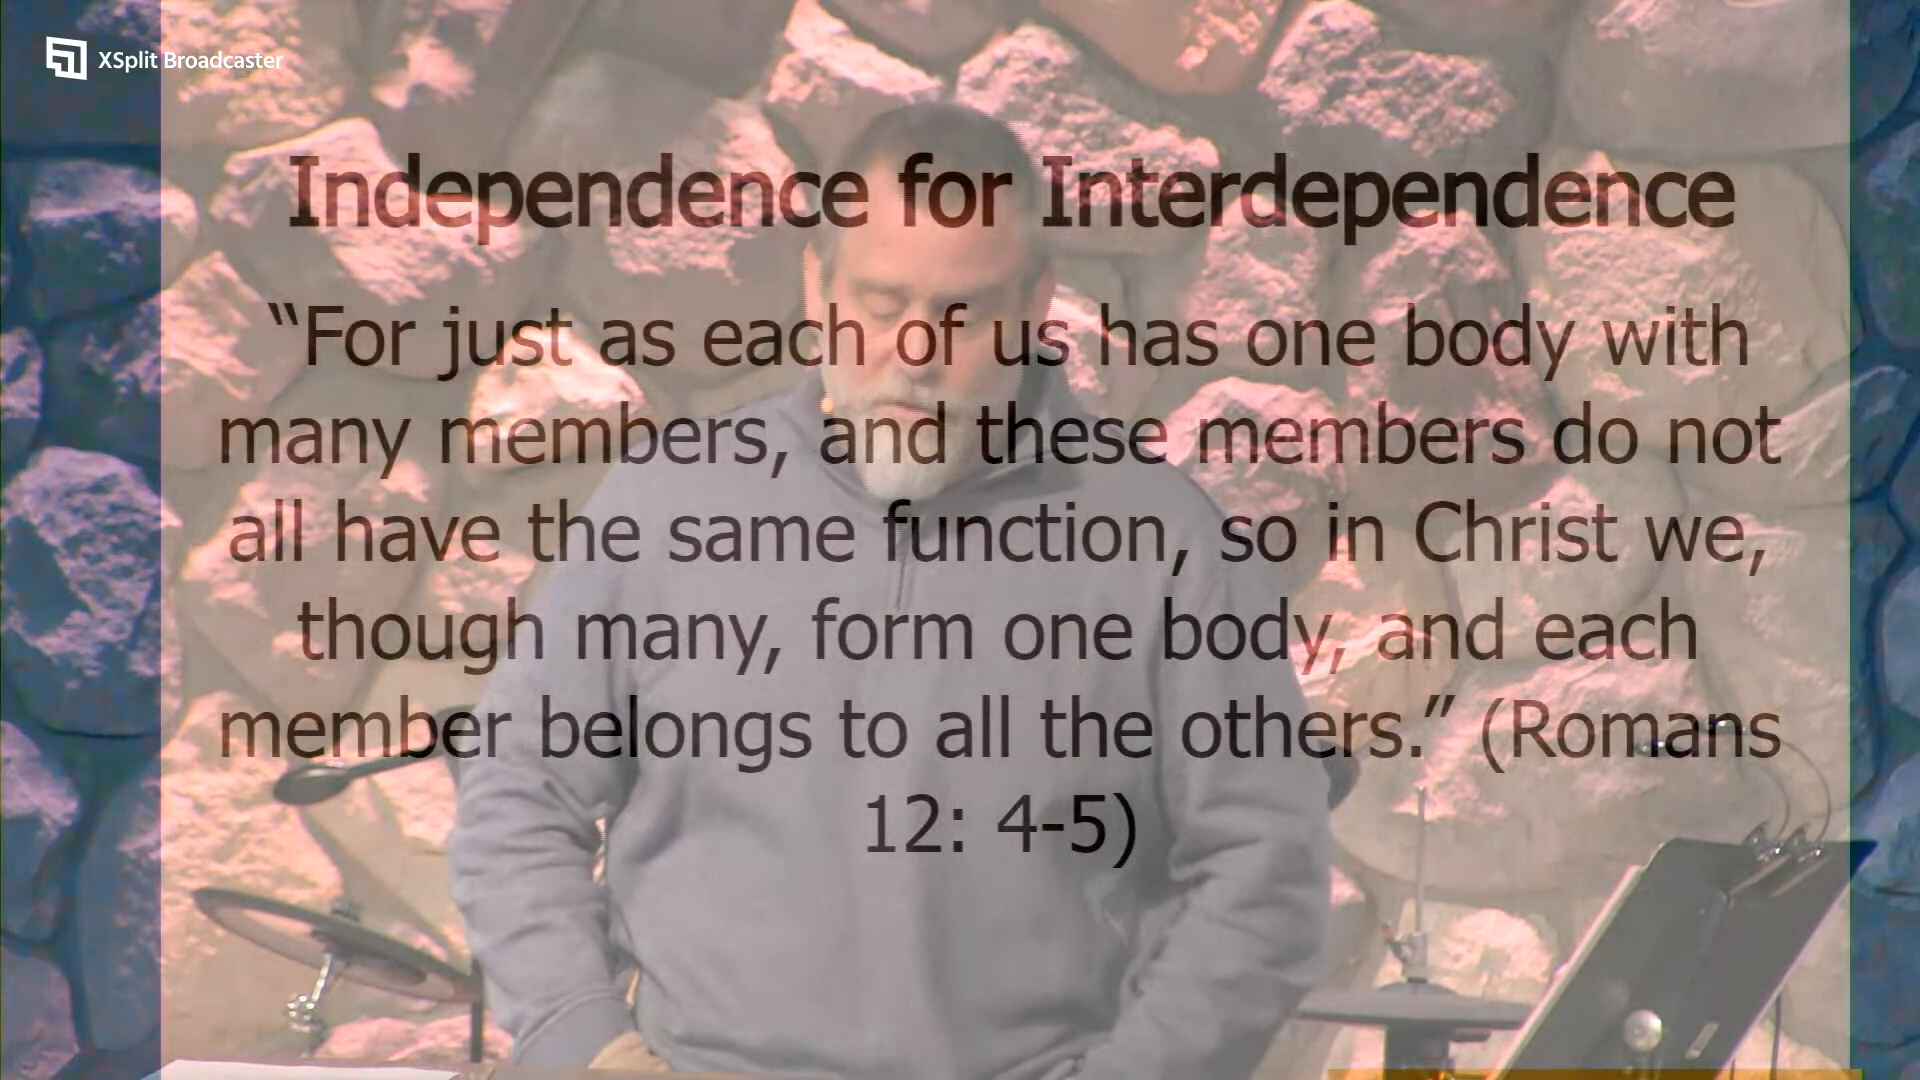 XSplit Broadcaster
Independence for Interdependence
“For just as each of us has one body with
many members, and these members do not
all have the same function, so in Christ we,
though many, form one body, and each
member belongs to all the others.” (Romans
12: 4-5)